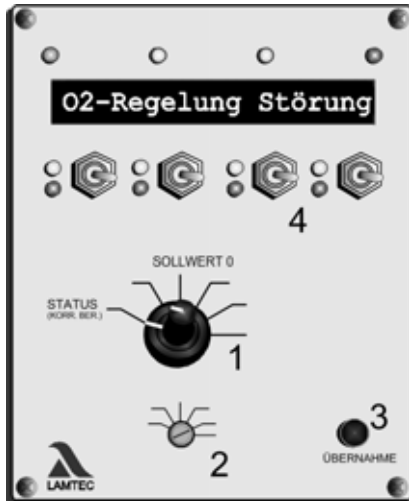 O2-Regelung Störung
4
SOLLWERT 0
STATUS
(KORR. BER.)
1
3
2
ÜBERNAHME
LAMTEC